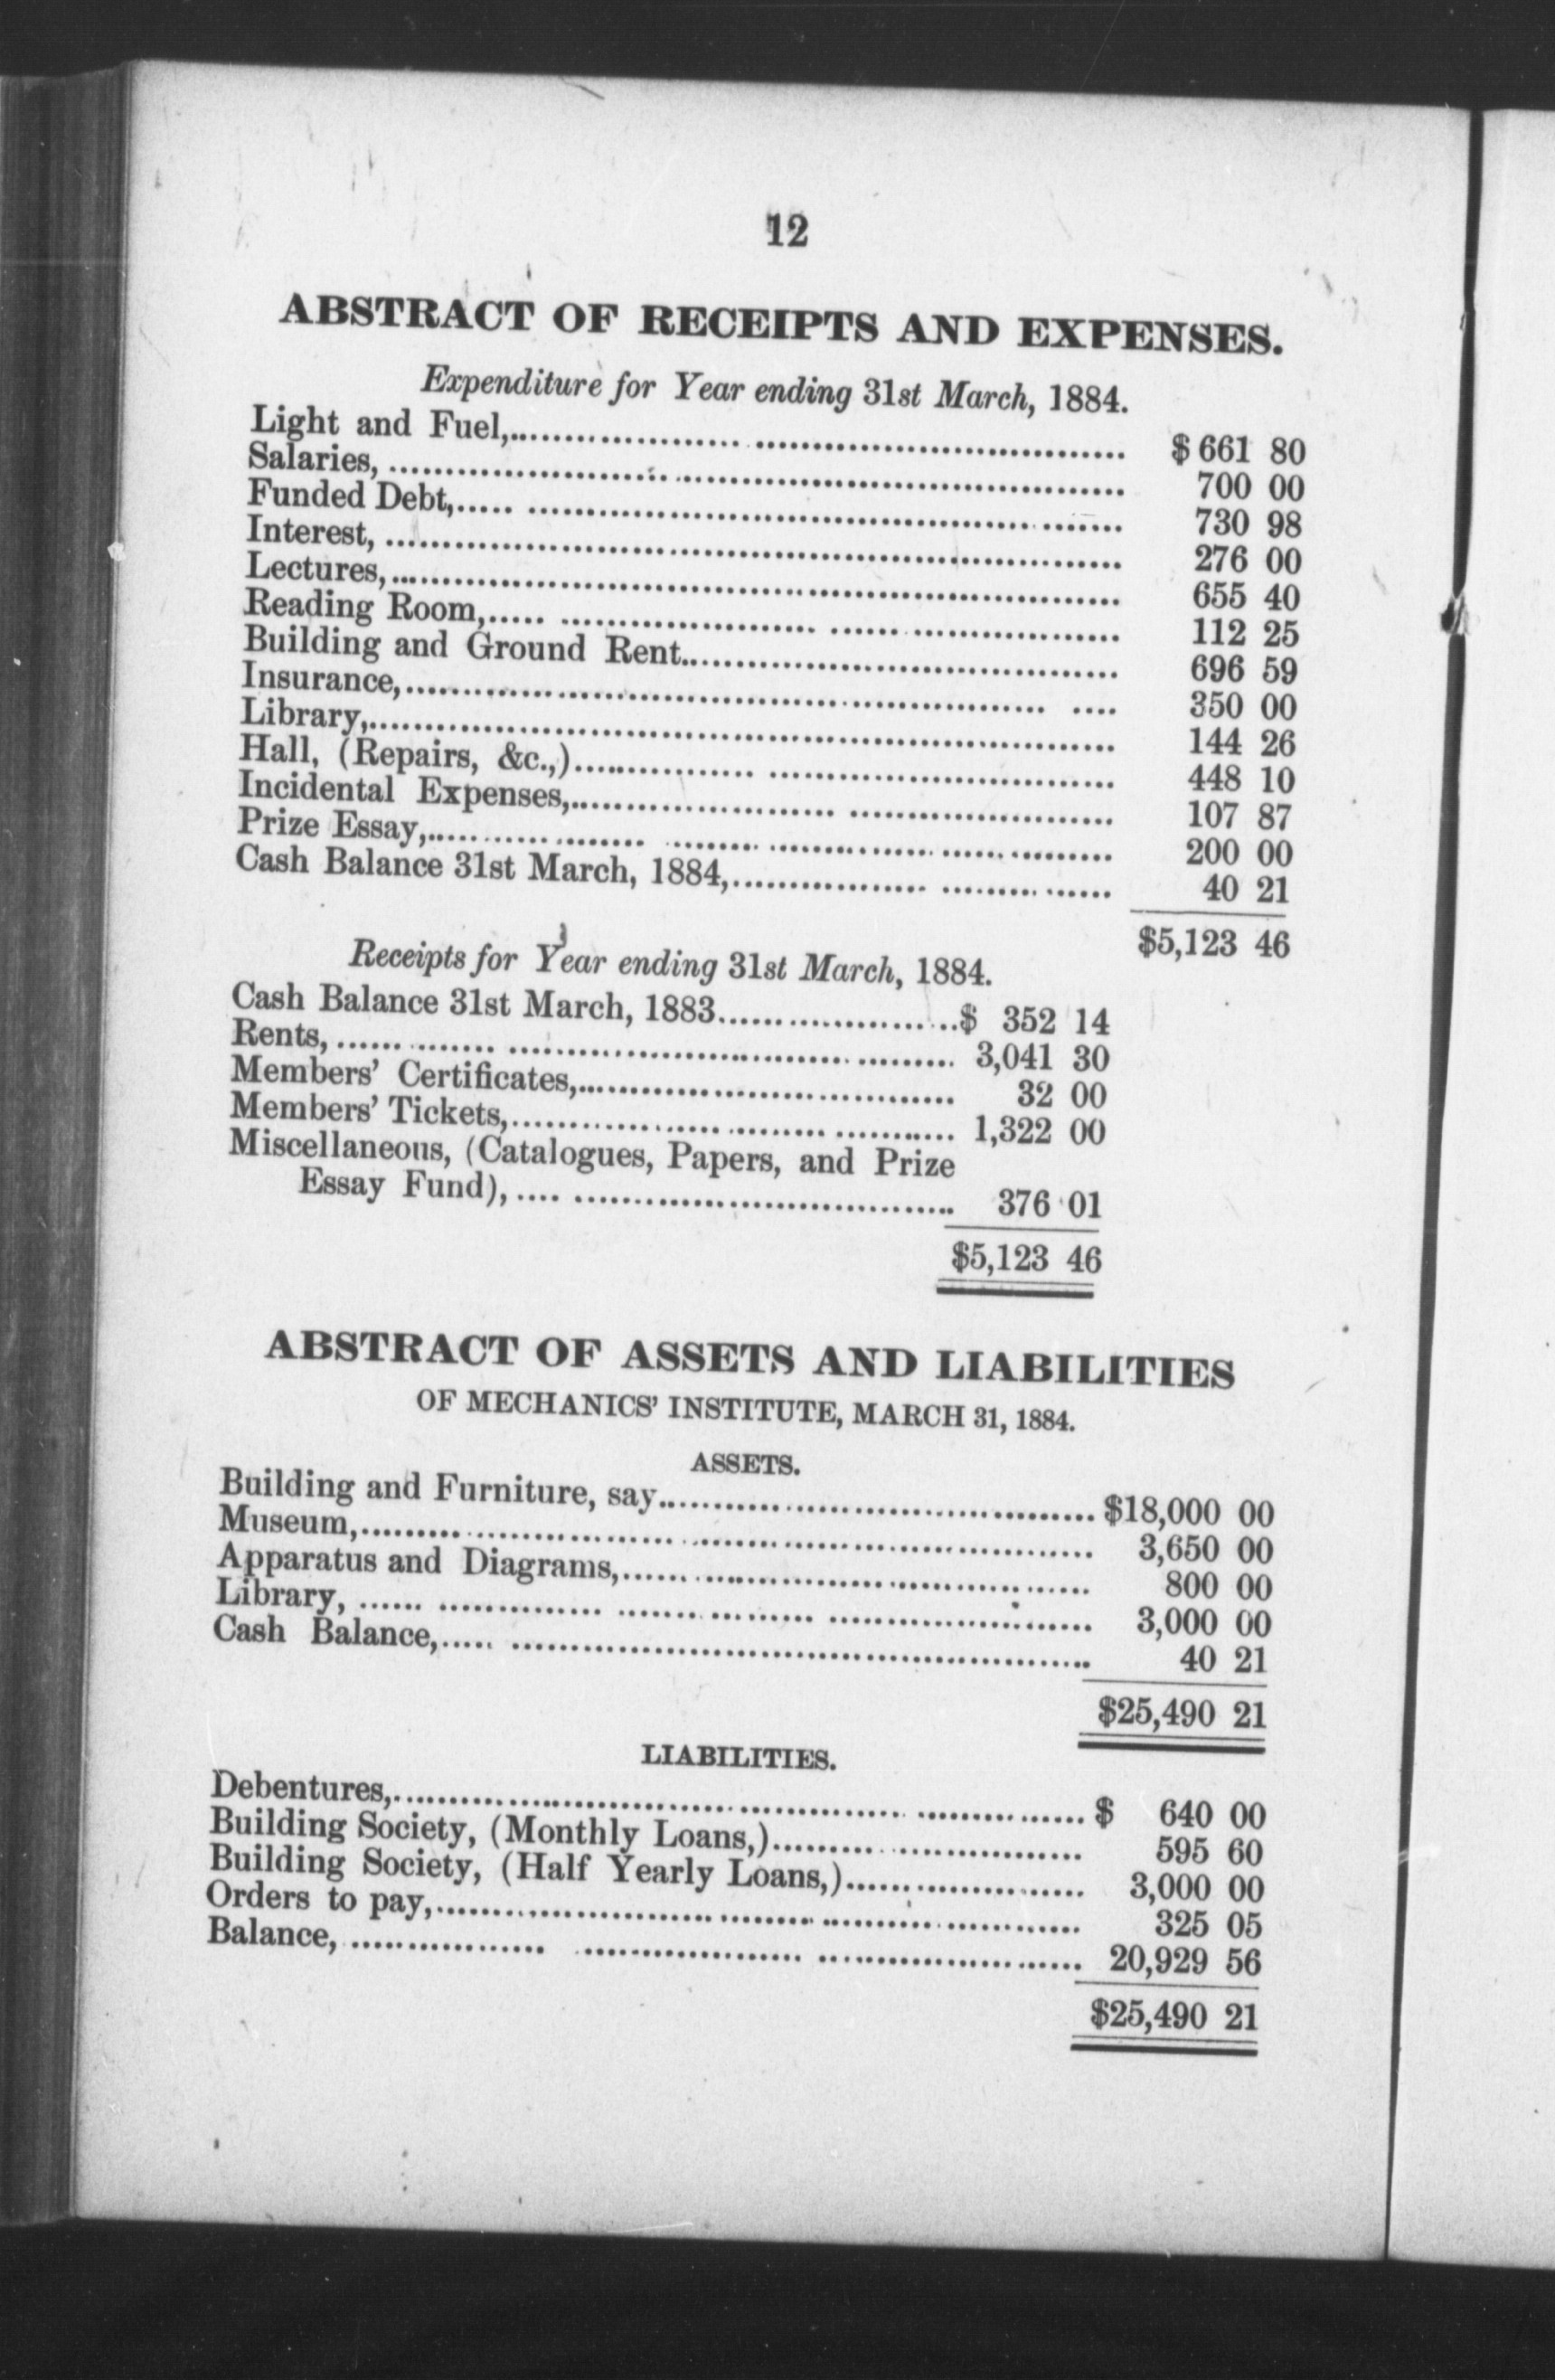 12
ABSTRACT OF RECEIPTS AND EXPENSES.
Expenditure for Year ending 31st March, 1884.
Light and Fuel, $ 661 80
Salaries, 700 00
Funded Debt, 730 98
Interest, 276 00
Lectures, 655 40
Reading Room, 112 25
Building and Ground Rent 696 59
Insurance, 350 00
Library, 144 26
Hall, (Repairs, &c.,) 448 10
Incidental Expenses, 107 87
Prize Essay, 200 00
Cash Balance 31st March, 1884, 40 21
$5,123 46
Receipts for Year ending 31st March, 1884.
Cash Balance 31st March, 1883 $ 352 14
Rents, 3,041 30
Members' Certificates, 32 00
Members' Tickets, 1,322 00
Miscellaneous, (Catalogues, Papers, and Prize
Essay Fund), 376 01
$5,123 46
ABSTRACT OF ASSETS AND LIABILITIES
OF MECHANICS' INSTITUTE, MARCH 31, 1884.
ASSETS.
Building and Furniture, say $18,000 00
Museum, 3,650 00
Apparatus and Diagrams, 800 00
Library, 3,000 00
Cash Balance, 40 21
$25,490 21
LIABILITIES.
Debentures, $ 640 00
Building Society, (Monthly Loans,) 595 60
Building Society, (Half Yearly Loans,) 3,000 00
Orders to pay, 325 05
Balance, 20,929 56
$25,490 21